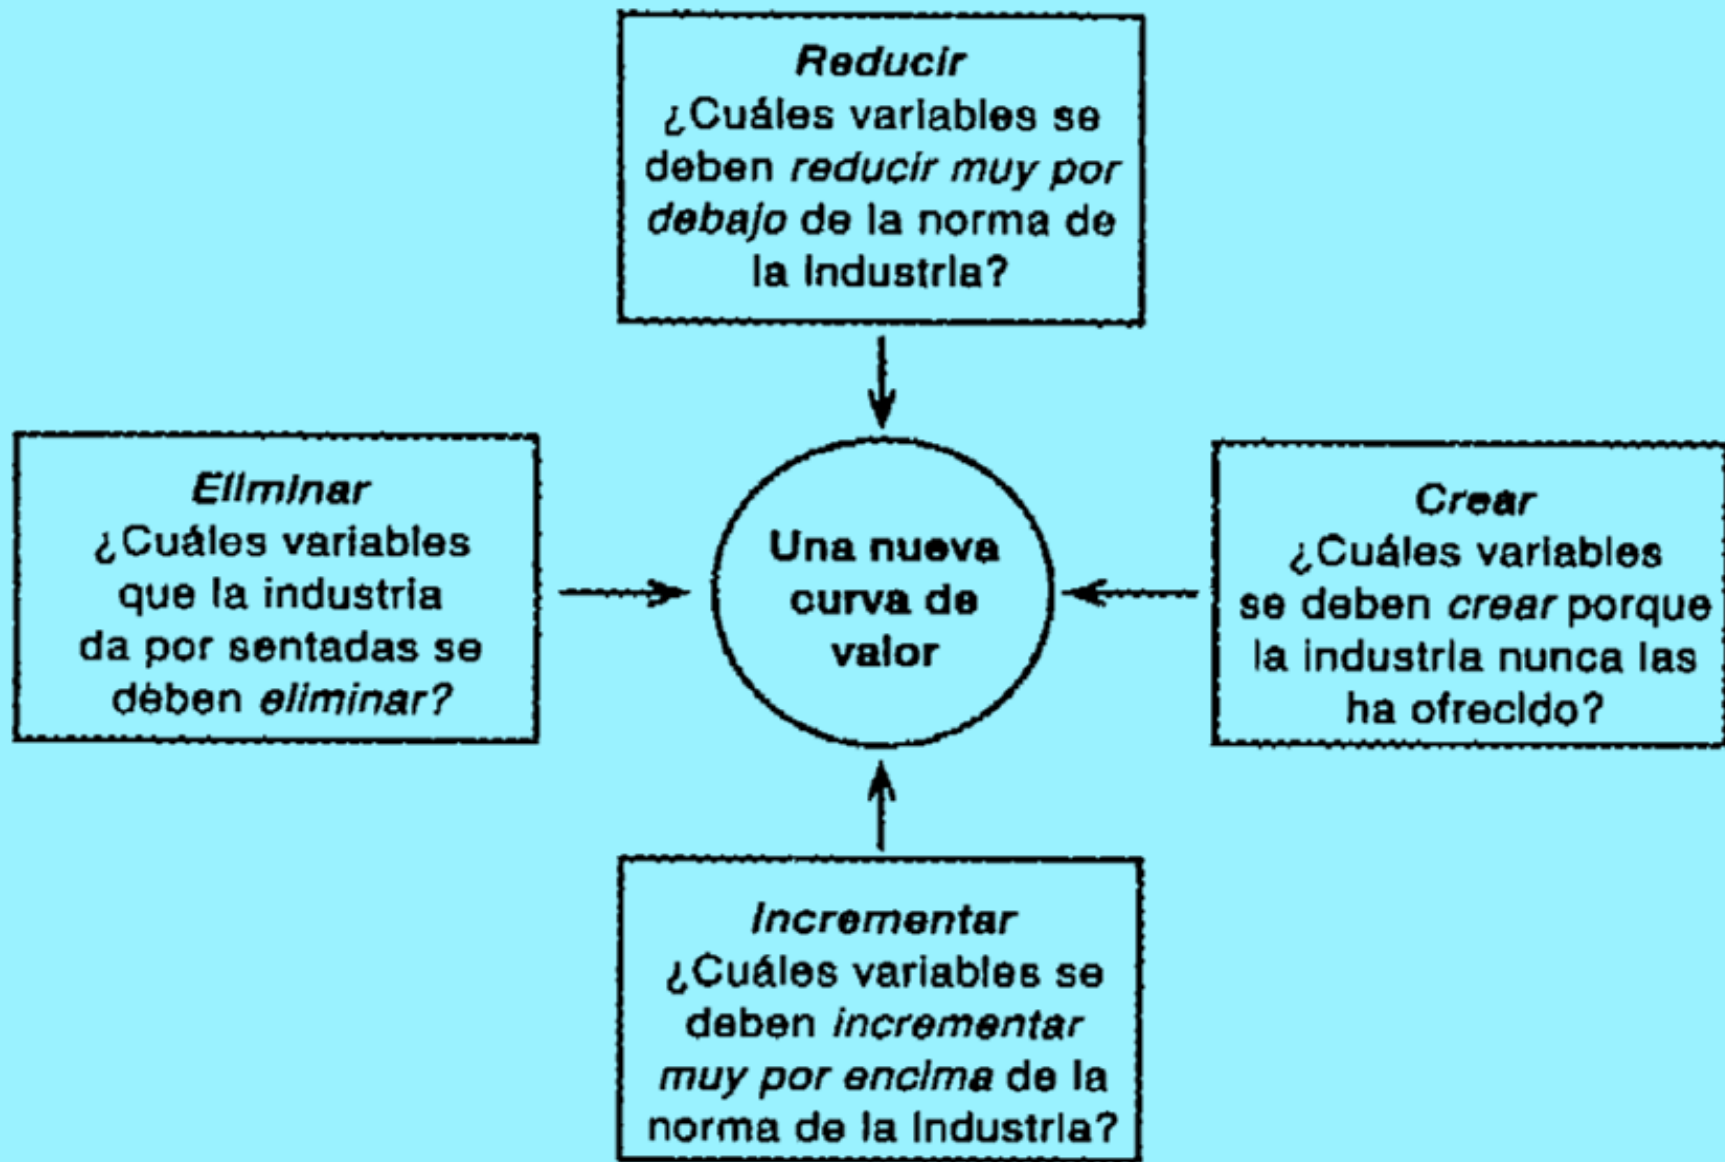 Reducir
¿Cuáles variables se
deben reducir muy por
debajo de la norma de
la industria?
Eliminar
¿Cuáles variables
que la industria
da por sentadas se
deben eliminar?
Una nueva
curva de
valor
Crear
¿Cuáles variables
se deben crear porque
la industria nunca las
ha ofrecido?
Incrementar
¿Cuáles variables se
deben incrementar
muy por encima de la
norma de la industria?